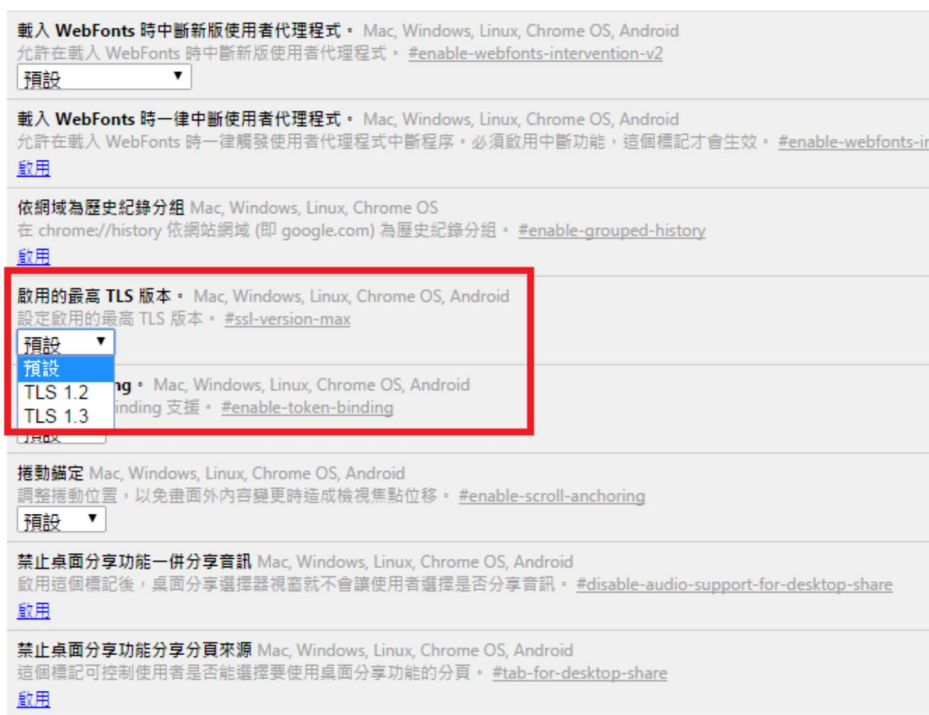 載入 WebFonts 時中斷新版使用者代理程式。 Mac, Windows, Linux, Chrome OS, Android
允許在載入 WebFonts 時中斷新版使用者代理程式。 #enable-webfonts-intervention-v2
預設
載入 WebFonts 時一律中斷使用者代理程式。 Mac, Windows, Linux, Chrome OS, Android
允許在載入 WebFonts 時一律觸發使用者代理程式中斷程序。必須啟用中斷功能,這個標記才會生效。 #enable-webfonts-in
啟用
依網域為歷史紀錄分組 Mac, Windows, Linux, Chrome OS
在 chrome://history 依網站網域 (即 google.com) 為歷史紀錄分組。 #enable-grouped-history
啟用
啟用的最高 TLS 版本。 Mac, Windows, Linux, Chrome OS, Android
設定啟用的最高 TLS 版本。 #ssl-version-max
預設
預設
TLS 1.2
TLS 1.3
ng。 Mac, Windows, Linux, Chrome OS, Android
inding 支援。 #enable-token-binding
預設
捲動錨定 Mac, Windows, Linux, Chrome OS, Android
調整捲動位置,以免畫面外內容變更時造成檢視焦點位移。 #enable-scroll-anchoring
預設
禁止桌面分享功能一併分享音訊 Mac, Windows, Linux, Chrome OS, Android
啟用這個標記後,桌面分享選擇器視窗就不會讓使用者選擇是否分享音訊。 #disable-audio-support-for-desktop-share
啟用
禁止桌面分享功能分享分頁來源 Mac, Windows, Linux, Chrome OS, Android
這個標記可控制使用者是否能選擇要使用桌面分享功能的分頁。 #tab-for-desktop-share
啟用